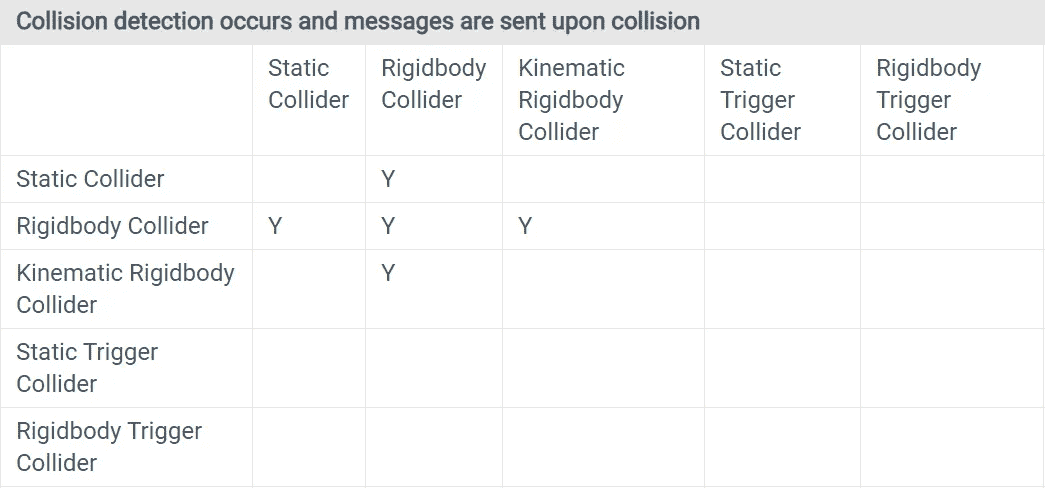 Collision detection occurs and messages are sent upon collision
Static Collider Rigidbody Collider Kinematic Rigidbody Collider Static Trigger Collider Rigidbody Trigger Collider
Static Collider Y
Rigidbody Collider Y Y Y
Kinematic Rigidbody Collider Y
Static Trigger Collider
Rigidbody Trigger Collider